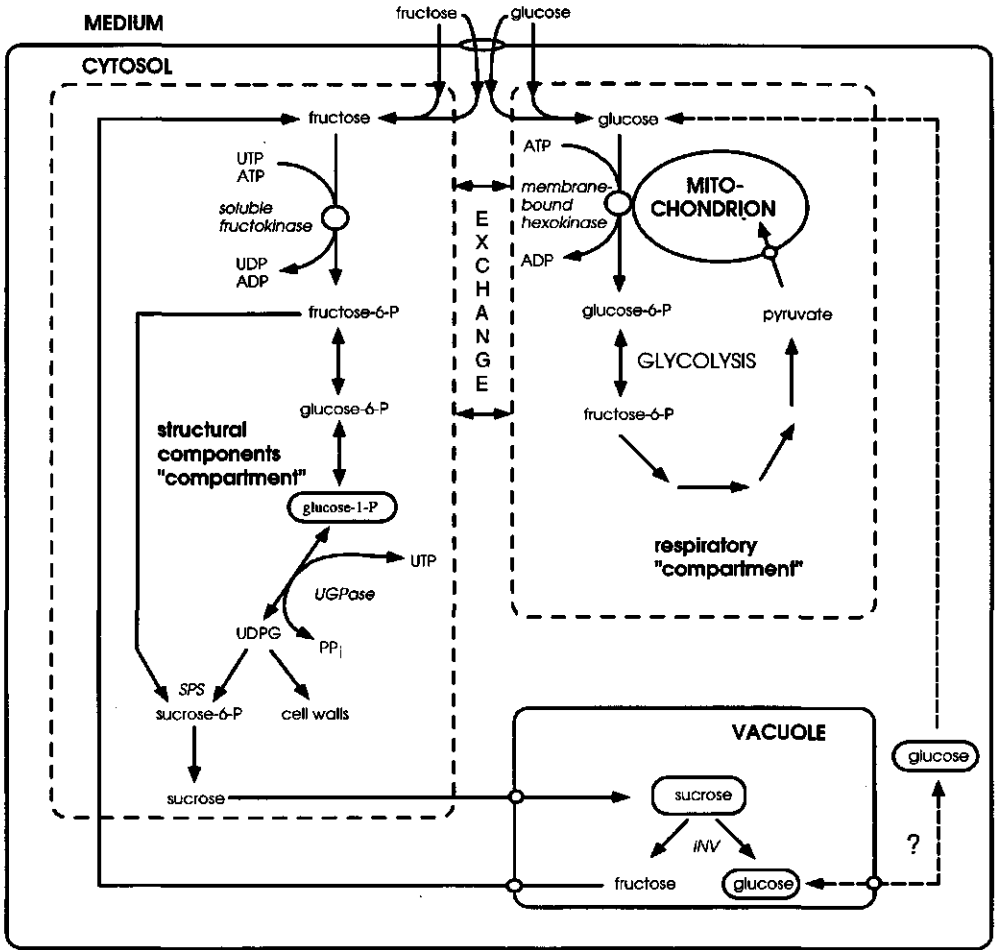 fructose
glucose
MEDIUM
CYTOSOL
fructose
UTP
ATP
soluble
fructokinase
UDP
ADP
fructose-6-P
glucose-6-P
structural
components
"compartment"
glucose-1-P
UTP
UGPase
UDPG
PPi
SPS
sucrose-6-P
cell walls
sucrose
EXCHANGE
glucose
ATP
membrane-
bound
hexokinase
ADP
MITO-
CHONDRION
glucose-6-P
pyruvate
GLYCOLYSIS
fructose-6-P
respiratory
"compartment"
VACUOLE
sucrose
INV
fructose
glucose
glucose
?